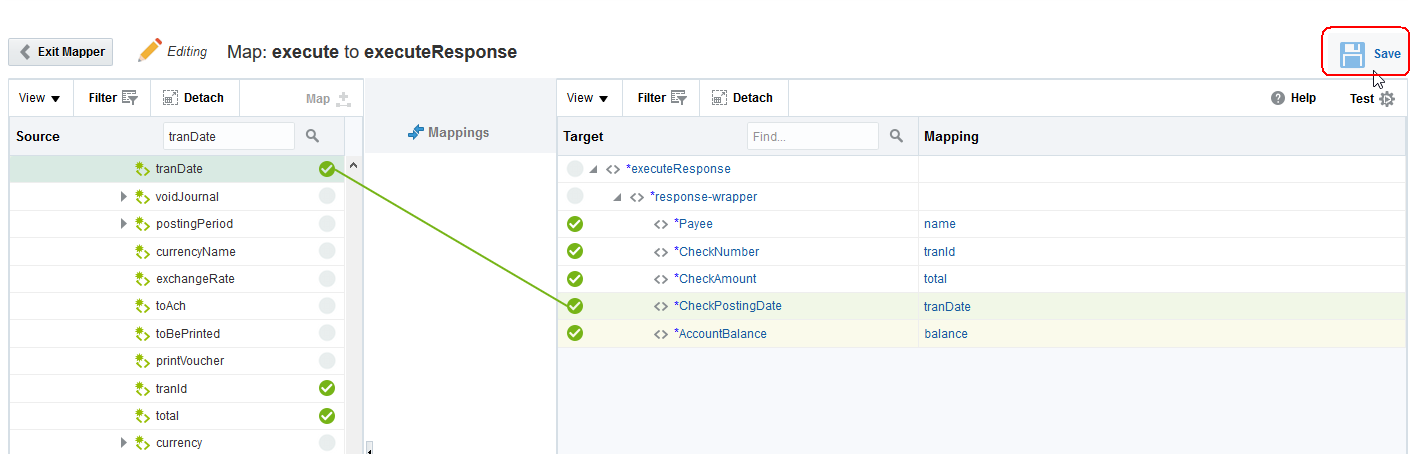 Exit Mapper Editing Map: execute to executeResponse Save
View Filter Detach Map
View Filter Detach Help Test
Mappings
Source tranDate
Target Find... Mapping
tranDate
*executeResponse
voidJournal
*response-wrapper
postingPeriod
*Payee name
currencyName
*CheckNumber tranId
exchangeRate
*CheckAmount total
toAch
*CheckPostingDate tranDate
toBePrinted
*AccountBalance balance
printVoucher
tranId
total
currency